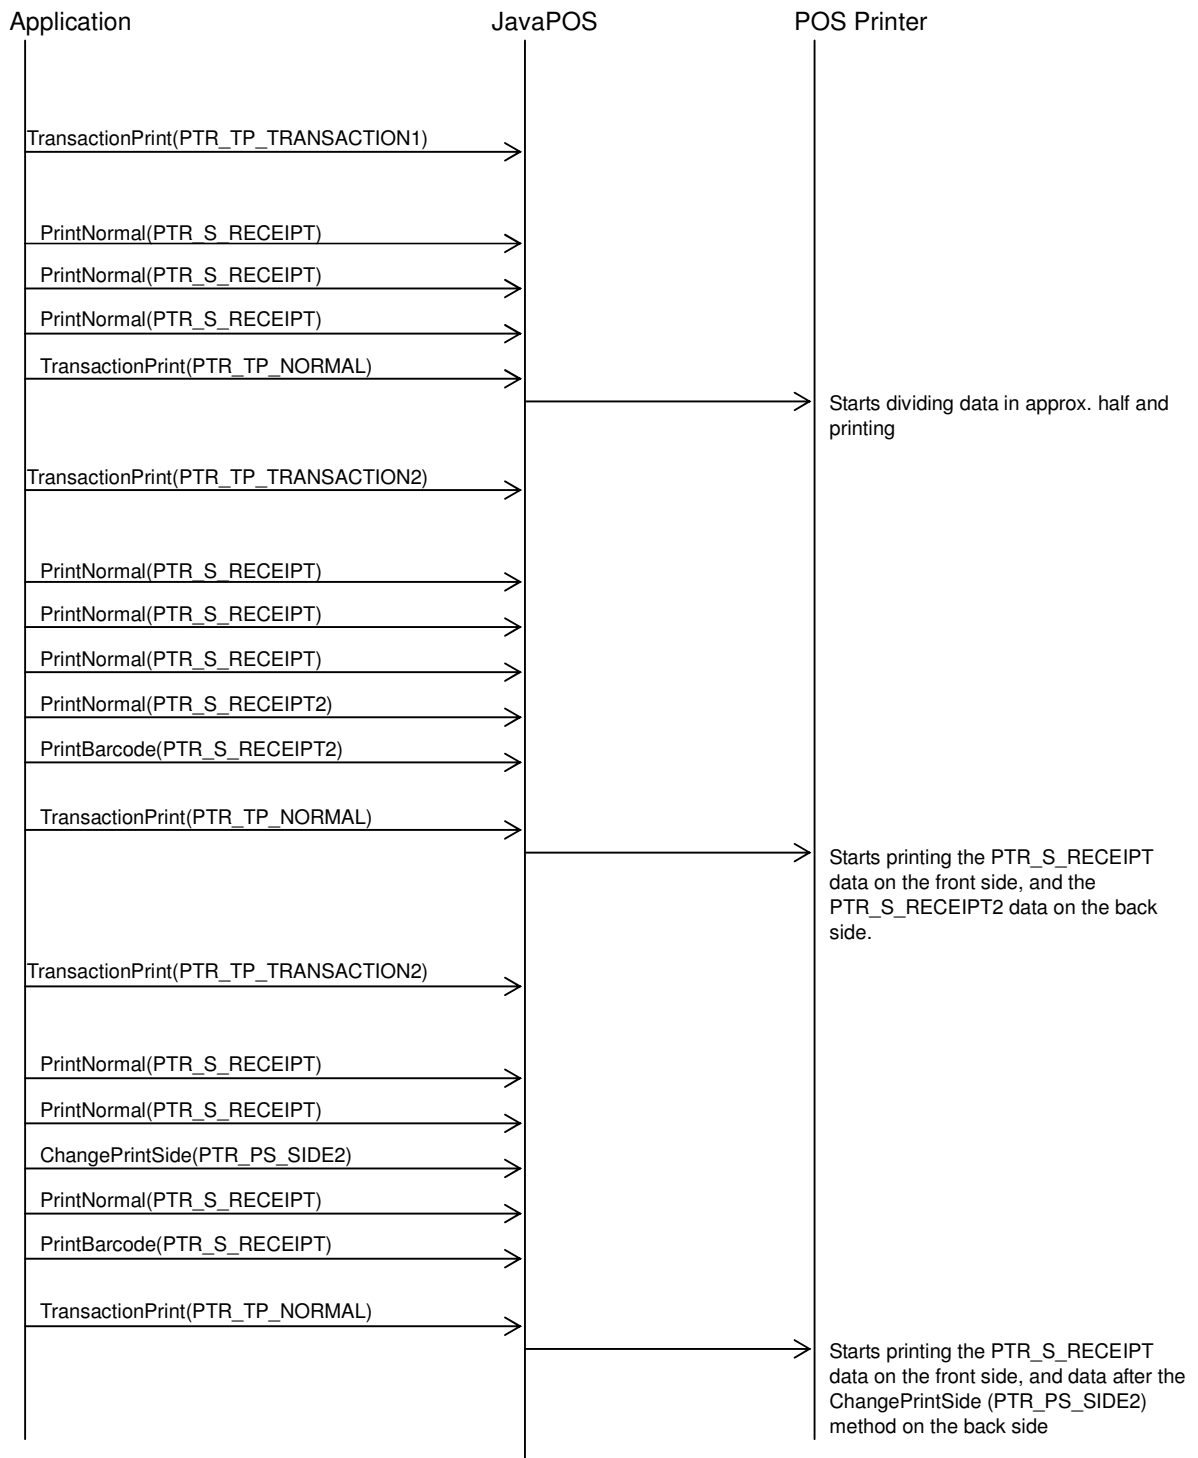 Application JavaPOS POS Printer
TransactionPrint(PTR_TP_TRANSACTION1)
PrintNormal(PTR_S_RECEIPT)
PrintNormal(PTR_S_RECEIPT)
PrintNormal(PTR_S_RECEIPT)
TransactionPrint(PTR_TP_NORMAL)
Starts dividing data in approx. half and
printing
TransactionPrint(PTR_TP_TRANSACTION2)
PrintNormal(PTR_S_RECEIPT)
PrintNormal(PTR_S_RECEIPT)
PrintNormal(PTR_S_RECEIPT)
PrintNormal(PTR_S_RECEIPT2)
PrintBarcode(PTR_S_RECEIPT2)
TransactionPrint(PTR_TP_NORMAL)
Starts printing the PTR_S_RECEIPT
data on the front side, and the
PTR_S_RECEIPT2 data on the back
side.
TransactionPrint(PTR_TP_TRANSACTION2)
PrintNormal(PTR_S_RECEIPT)
PrintNormal(PTR_S_RECEIPT)
ChangePrintSide(PTR_PS_SIDE2)
PrintNormal(PTR_S_RECEIPT)
PrintBarcode(PTR_S_RECEIPT)
TransactionPrint(PTR_TP_NORMAL)
Starts printing the PTR_S_RECEIPT
data on the front side, and data after the
ChangePrintSide (PTR_PS_SIDE2)
method on the back side